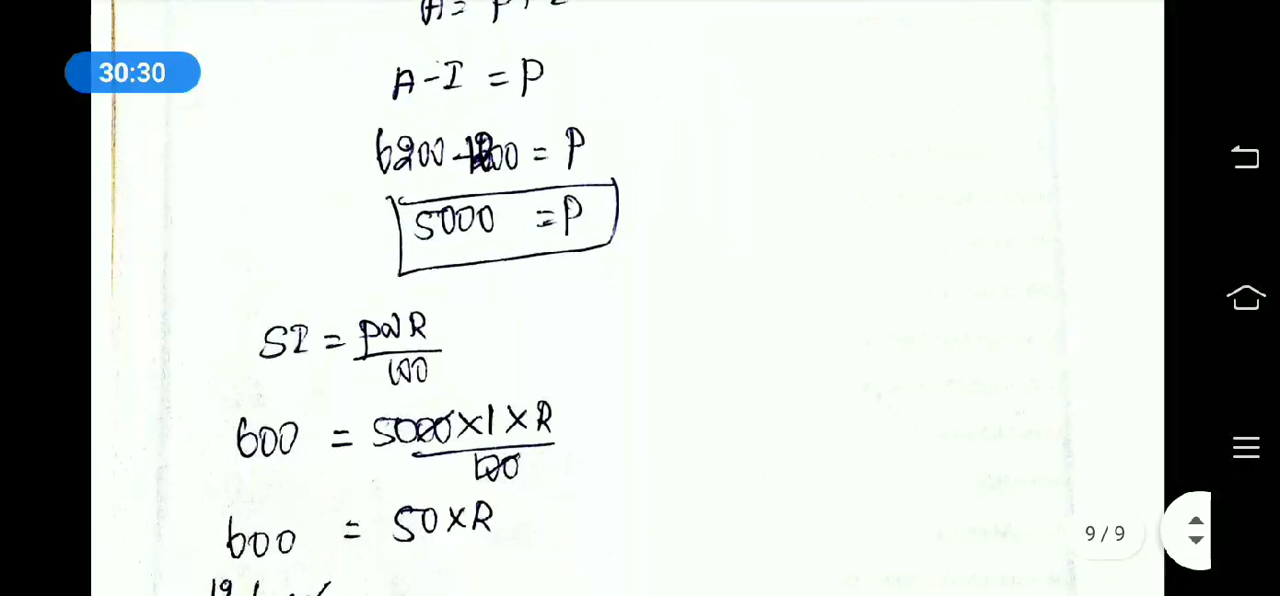 A = P + I
30:30
A - I = P
6200 - 1200 = P
5000 = P
SI = PNR
100
600 = 5000 × 1 × R
100
600 = 50 × R
9 / 9